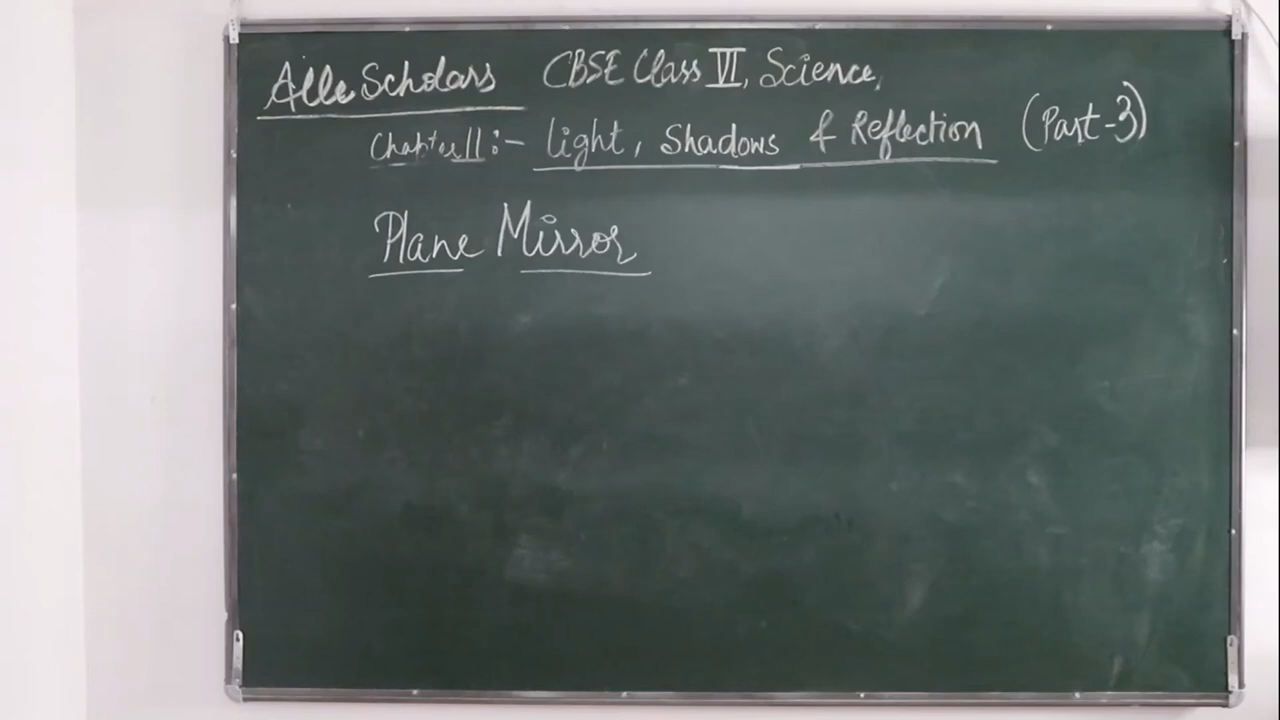 Alle Scholars CBSE Class VI, Science,
Chapter 11 :- Light, Shadows & Reflection (Part-3)
Plane Mirror